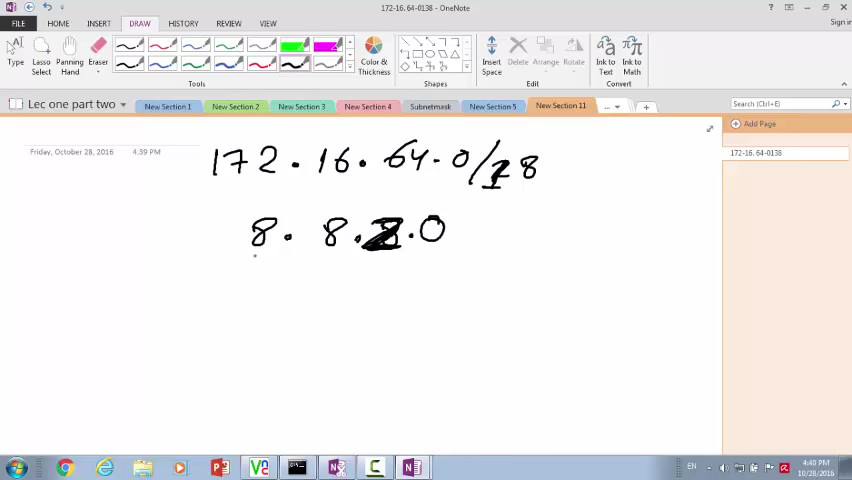 172-16. 64-0138 - OneNote
FILE HOME INSERT DRAW HISTORY REVIEW VIEW
Sign in
Type Lasso Select Panning Hand Eraser Color & Thickness Insert Space Delete Arrange Rotate Ink to Text Ink to Math
Tools Shapes Edit Convert
Lec one part two New Section 1 New Section 2 New Section 3 New Section 4 Subnetmask New Section 5 New Section 11 ... Search (Ctrl+E)
Add Page
172-16. 64-0138
Friday, October 28, 2016 4:39 PM
172.16.64.0/18
8. 8. 2.0
EN 4:40 PM
10/28/2016